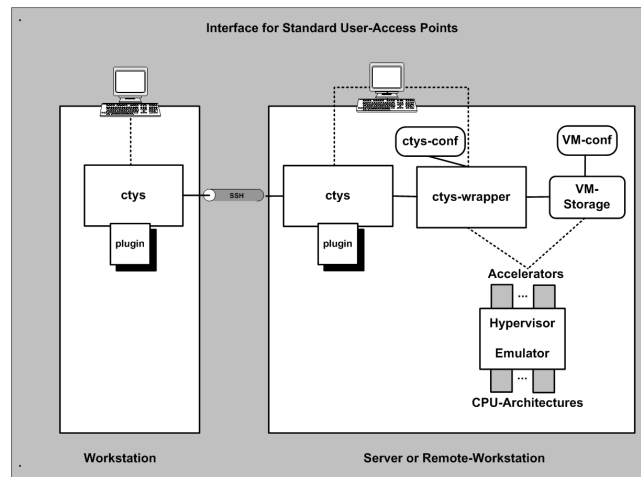 Interface for Standard User-Access Points
ctys-conf
VM-conf
ctys
SSH
ctys
ctys-wrapper
VM-
Storage
plugin
plugin
Accelerators
...
Hypervisor
Emulator
...
CPU-Architectures
Workstation
Server or Remote-Workstation